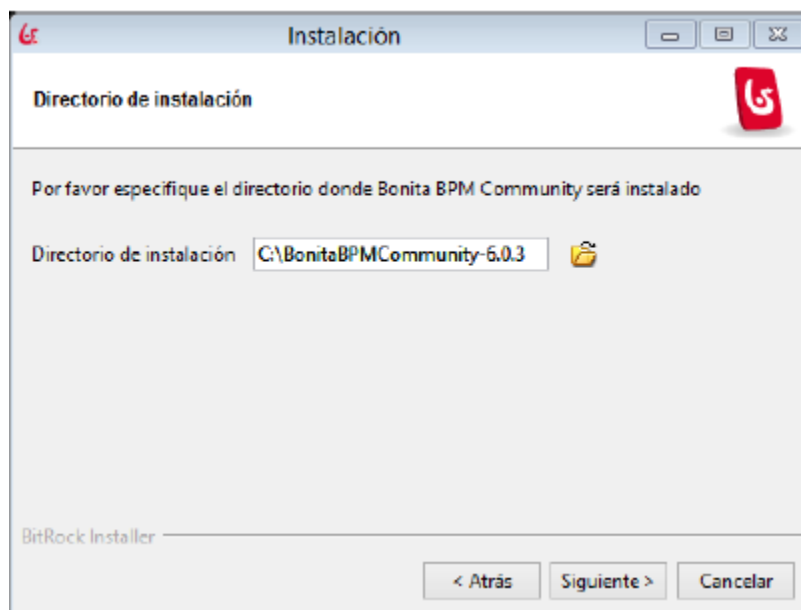 Instalación
Directorio de instalación
Por favor especifique el directorio donde Bonita BPM Community será instalado
Directorio de instalación C:\BonitaBPMCommunity-6.0.3
BitRock Installer
< Atrás Siguiente > Cancelar